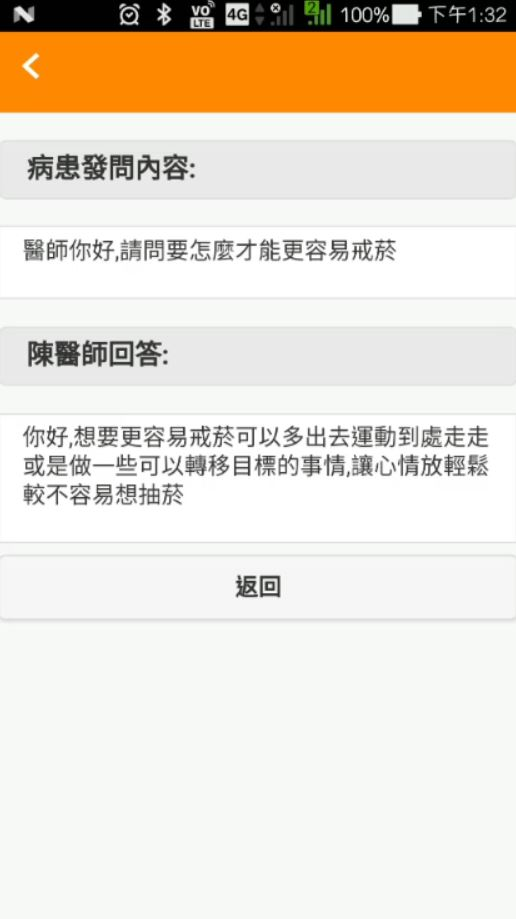 VO LTE 4G 2 100% 下午1:32
病患發問內容:
醫師你好,請問要怎麼才能更容易戒菸
陳醫師回答:
你好,想要更容易戒菸可以多出去運動到處走走
或是做一些可以轉移目標的事情,讓心情放輕鬆
較不容易想抽菸
返回